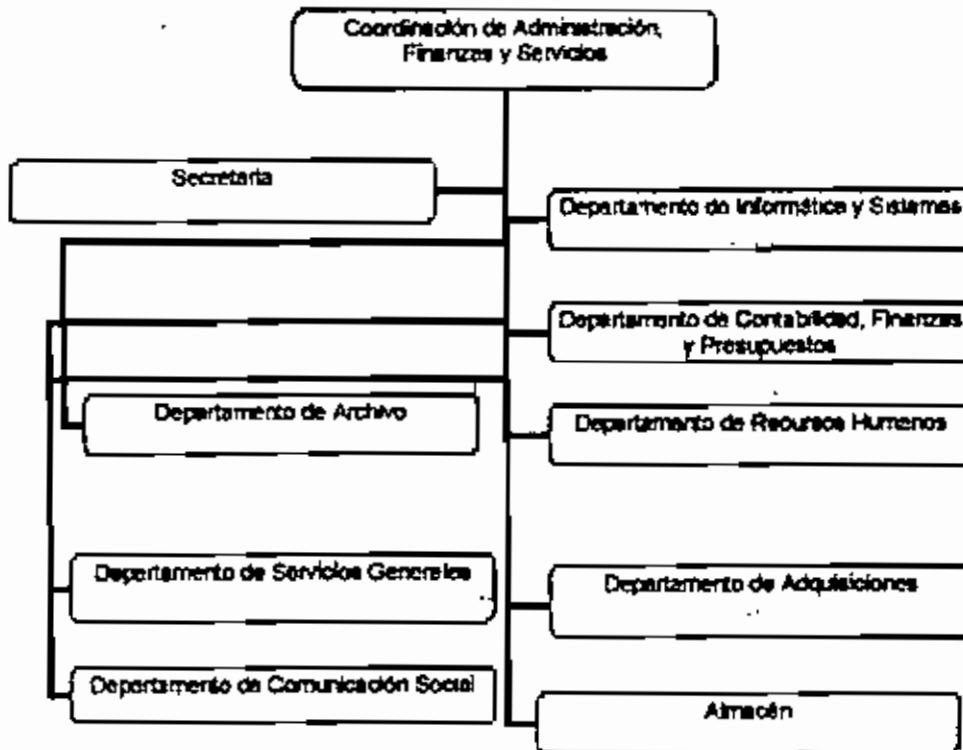 Coordinación de Administración,
Finanzas y Servicios
Secretaria
Departamento de Informática y Sistemas
Departamento de Contabilidad, Finanzas
y Presupuestos
Departamento de Archivo
Departamento de Recursos Humanos
Departamento de Servicios Generales
Departamento de Adquisiciones
Departamento de Comunicación Social
Almacén